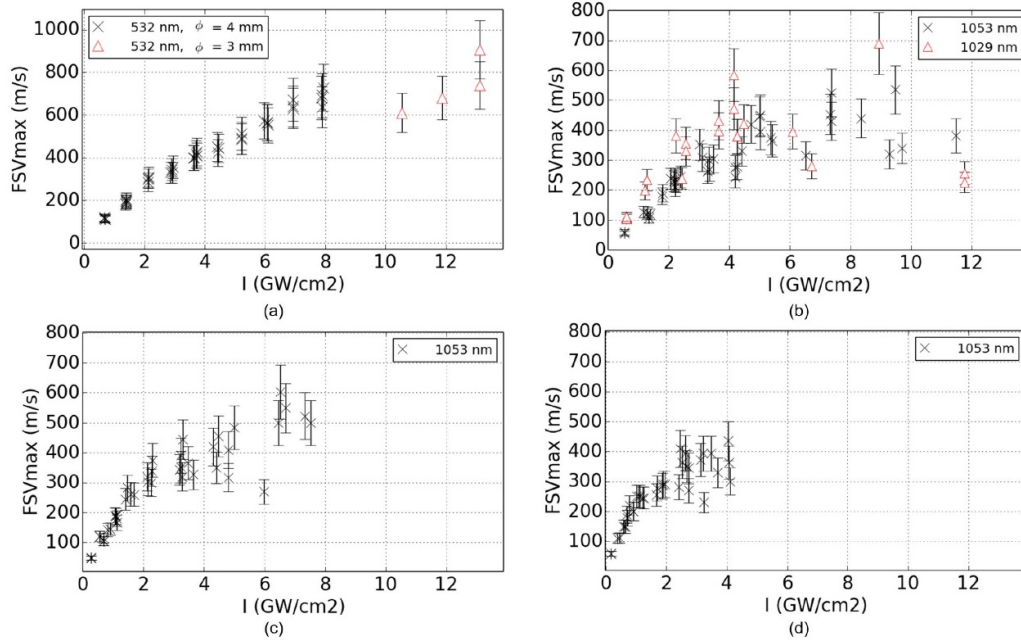 532 nm, ϕ = 4 mm
532 nm, ϕ = 3 mm
FSVmax (m/s)
1000
800
600
400
200
0
0 2 4 6 8 10 12
I (GW/cm2)
(a)
1053 nm
1029 nm
FSVmax (m/s)
800
700
600
500
400
300
200
100
0
0 2 4 6 8 10 12
I (GW/cm2)
(b)
1053 nm
FSVmax (m/s)
800
700
600
500
400
300
200
100
0 2 4 6 8 10 12
I (GW/cm2)
(c)
1053 nm
FSVmax (m/s)
800
700
600
500
400
300
200
100
0 2 4 6 8 10 12
I (GW/cm2)
(d)